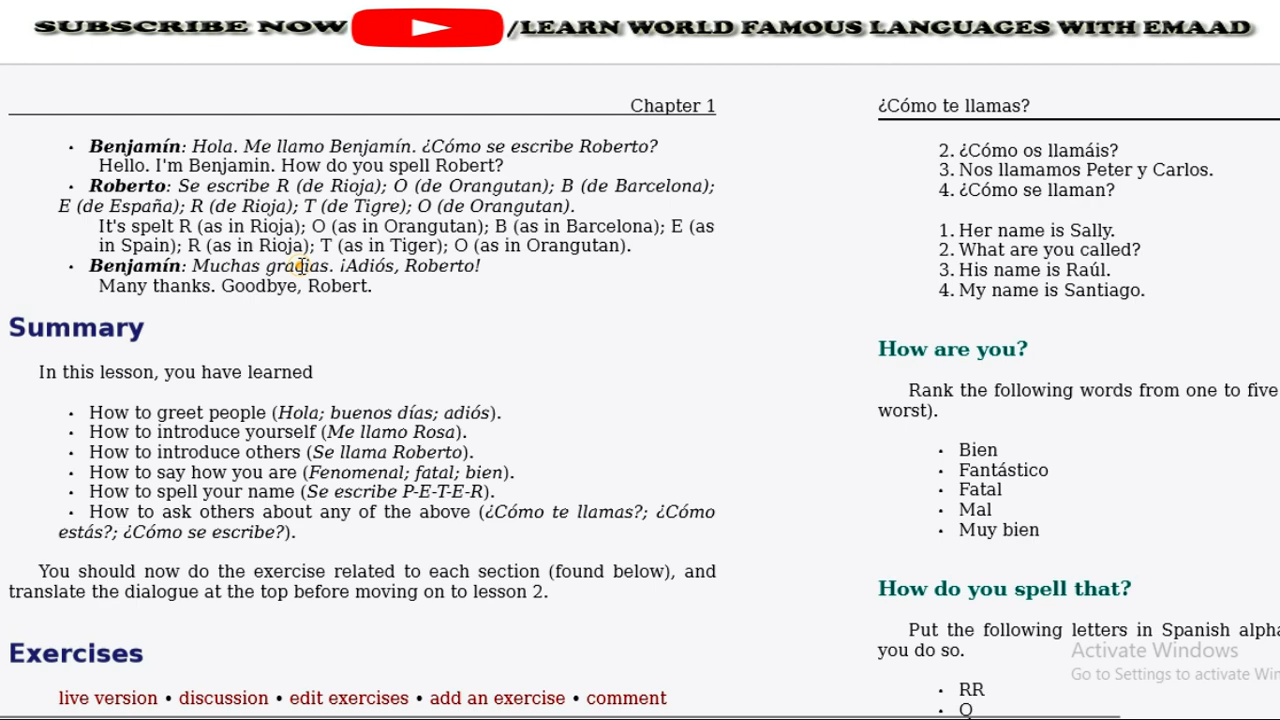 SUBSCRIBE NOW /LEARN WORLD FAMOUS LANGUAGES WITH EMAAD
Chapter 1
• Benjamín: Hola. Me llamo Benjamín. ¿Cómo se escribe Roberto?
Hello. I'm Benjamin. How do you spell Robert?
• Roberto: Se escribe R (de Rioja); O (de Orangutan); B (de Barcelona);
E (de España); R (de Rioja); T (de Tigre); O (de Orangutan).
It's spelt R (as in Rioja); O (as in Orangutan); B (as in Barcelona); E (as
in Spain); R (as in Rioja); T (as in Tiger); O (as in Orangutan).
• Benjamín: Muchas gracias. ¡Adiós, Roberto!
Many thanks. Goodbye, Robert.
Summary
In this lesson, you have learned
• How to greet people (Hola; buenos días; adiós).
• How to introduce yourself (Me llamo Rosa).
• How to introduce others (Se llama Roberto).
• How to say how you are (Fenomenal; fatal; bien).
• How to spell your name (Se escribe P-E-T-E-R).
• How to ask others about any of the above (¿Cómo te llamas?; ¿Cómo
estás?; ¿Cómo se escribe?).
You should now do the exercise related to each section (found below), and
translate the dialogue at the top before moving on to lesson 2.
Exercises
live version • discussion • edit exercises • add an exercise • comment
¿Cómo te llamas?
2. ¿Cómo os llamáis?
3. Nos llamamos Peter y Carlos.
4. ¿Cómo se llaman?
1. Her name is Sally.
2. What are you called?
3. His name is Raúl.
4. My name is Santiago.
How are you?
Rank the following words from one to five
worst).
• Bien
• Fantástico
• Fatal
• Mal
• Muy bien
How do you spell that?
Put the following letters in Spanish alpha
you do so.
• RR
• Q
Activate Windows
Go to Settings to activate Win